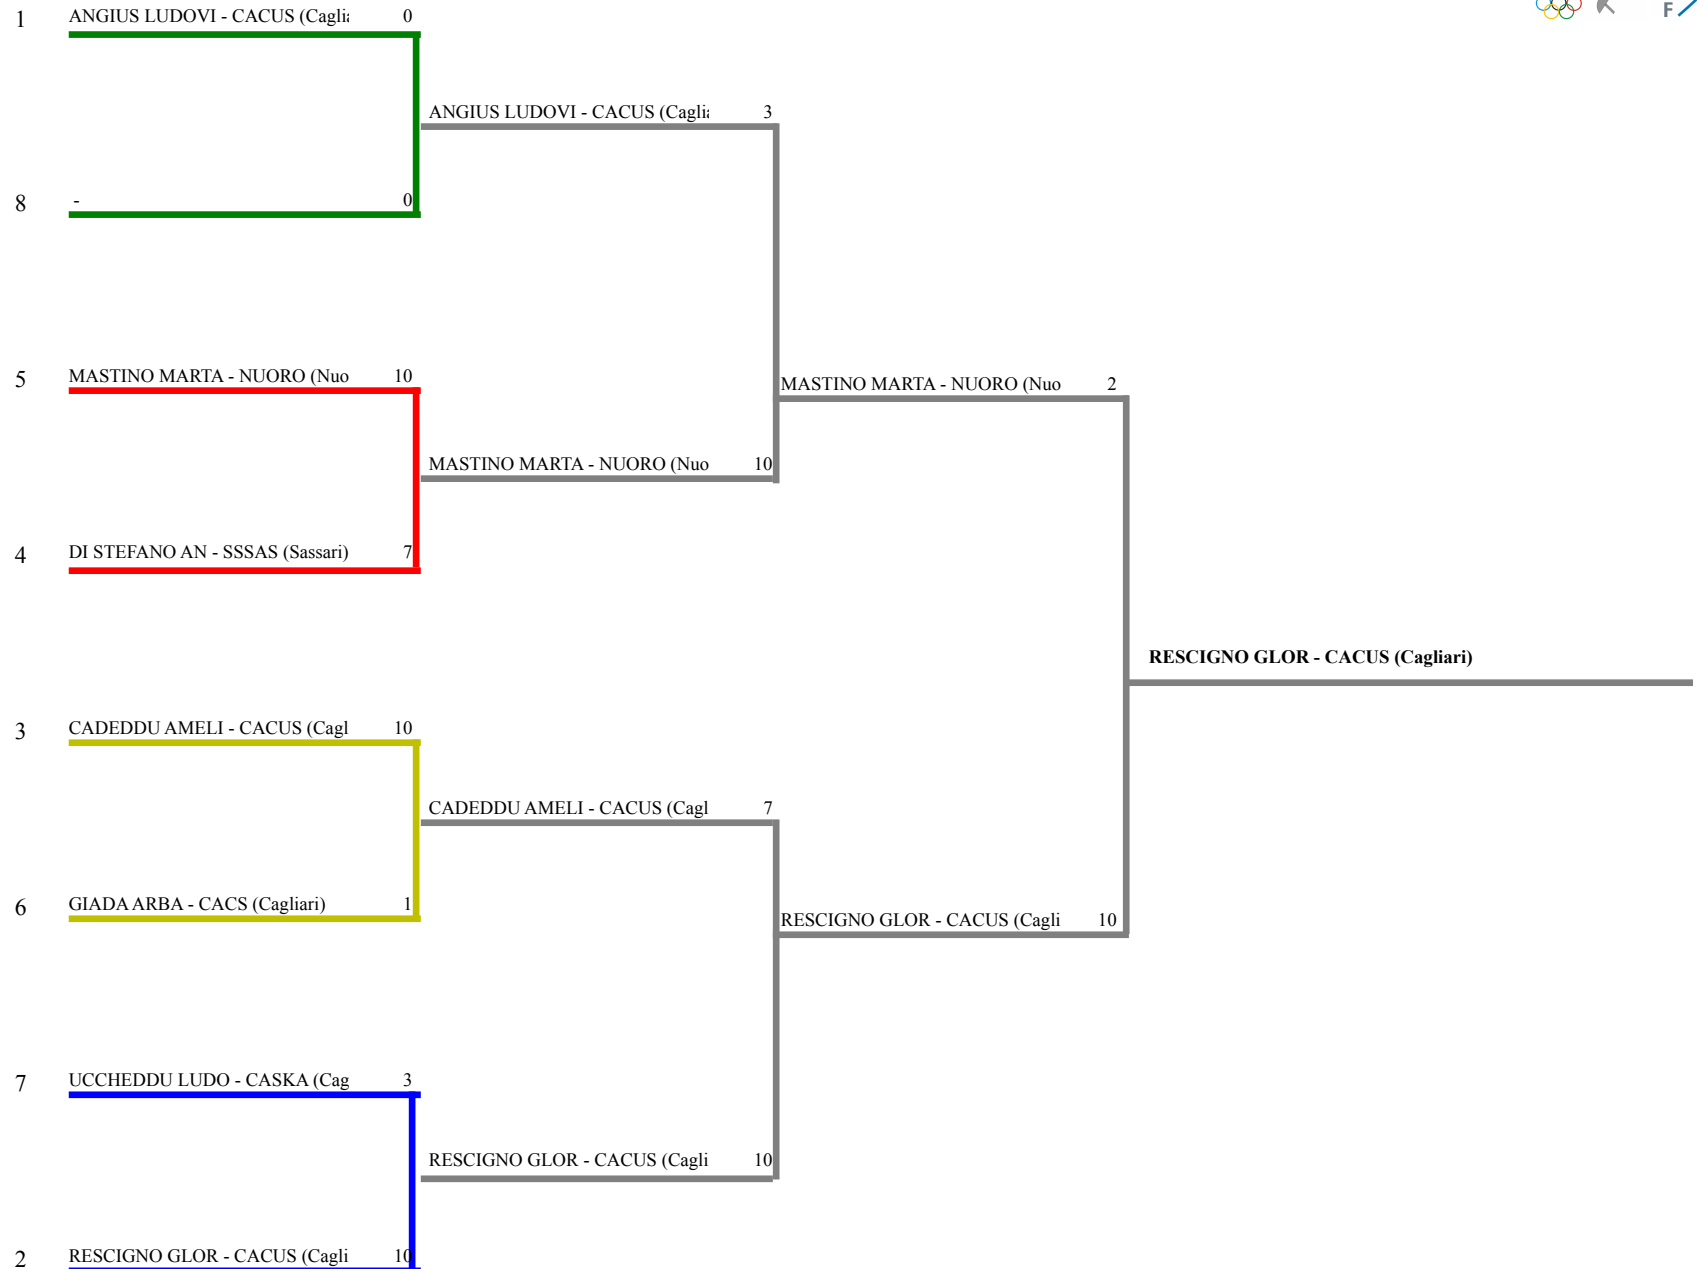 1 ANGIUS LUDOVI - CACUS (Caglia 0
ANGIUS LUDOVI - CACUS (Caglia 3
8 - 0
5 MASTINO MARTA - NUORO (Nuo 10
MASTINO MARTA - NUORO (Nuo 2
MASTINO MARTA - NUORO (Nuo 10
4 DI STEFANO AN - SSSAS (Sassari) 7
RESCIGNO GLOR - CACUS (Cagliari)
3 CADEDDU AMELI - CACUS (Cagl 10
CADEDDU AMELI - CACUS (Cagl 7
6 GIADA ARBA - CACS (Cagliari) 1
RESCIGNO GLOR - CACUS (Cagli 10
7 UCCHEDDU LUDO - CASKA (Cag 3
RESCIGNO GLOR - CACUS (Cagli 10
2 RESCIGNO GLOR - CACUS (Cagli 10
F